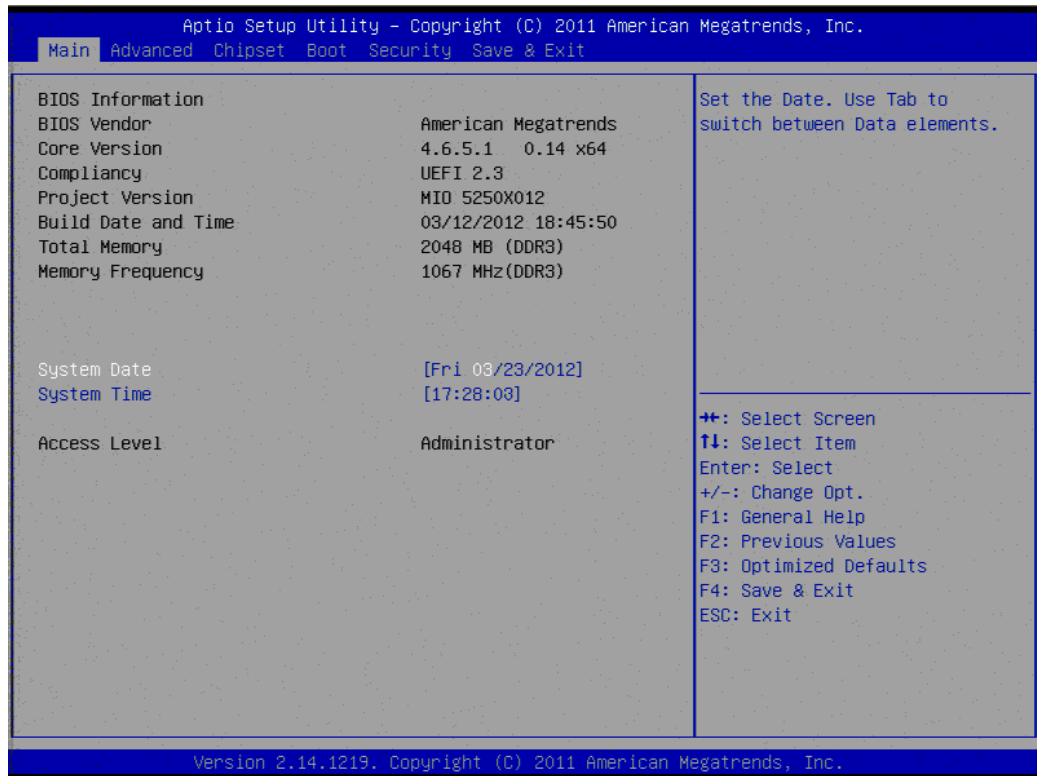 Aptio Setup Utility – Copyright (C) 2011 American Megatrends, Inc.
Main Advanced Chipset Boot Security Save & Exit
BIOS Information
BIOS Vendor American Megatrends
Core Version 4.6.5.1 0.14 x64
Compliancy UEFI 2.3
Project Version MIO 5250X012
Build Date and Time 03/12/2012 18:45:50
Total Memory 2048 MB (DDR3)
Memory Frequency 1067 MHz(DDR3)
System Date [Fri 03/23/2012]
System Time [17:28:03]
Access Level Administrator
Set the Date. Use Tab to
switch between Data elements.
→←: Select Screen
↑↓: Select Item
Enter: Select
+/-: Change Opt.
F1: General Help
F2: Previous Values
F3: Optimized Defaults
F4: Save & Exit
ESC: Exit
Version 2.14.1219. Copyright (C) 2011 American Megatrends, Inc.